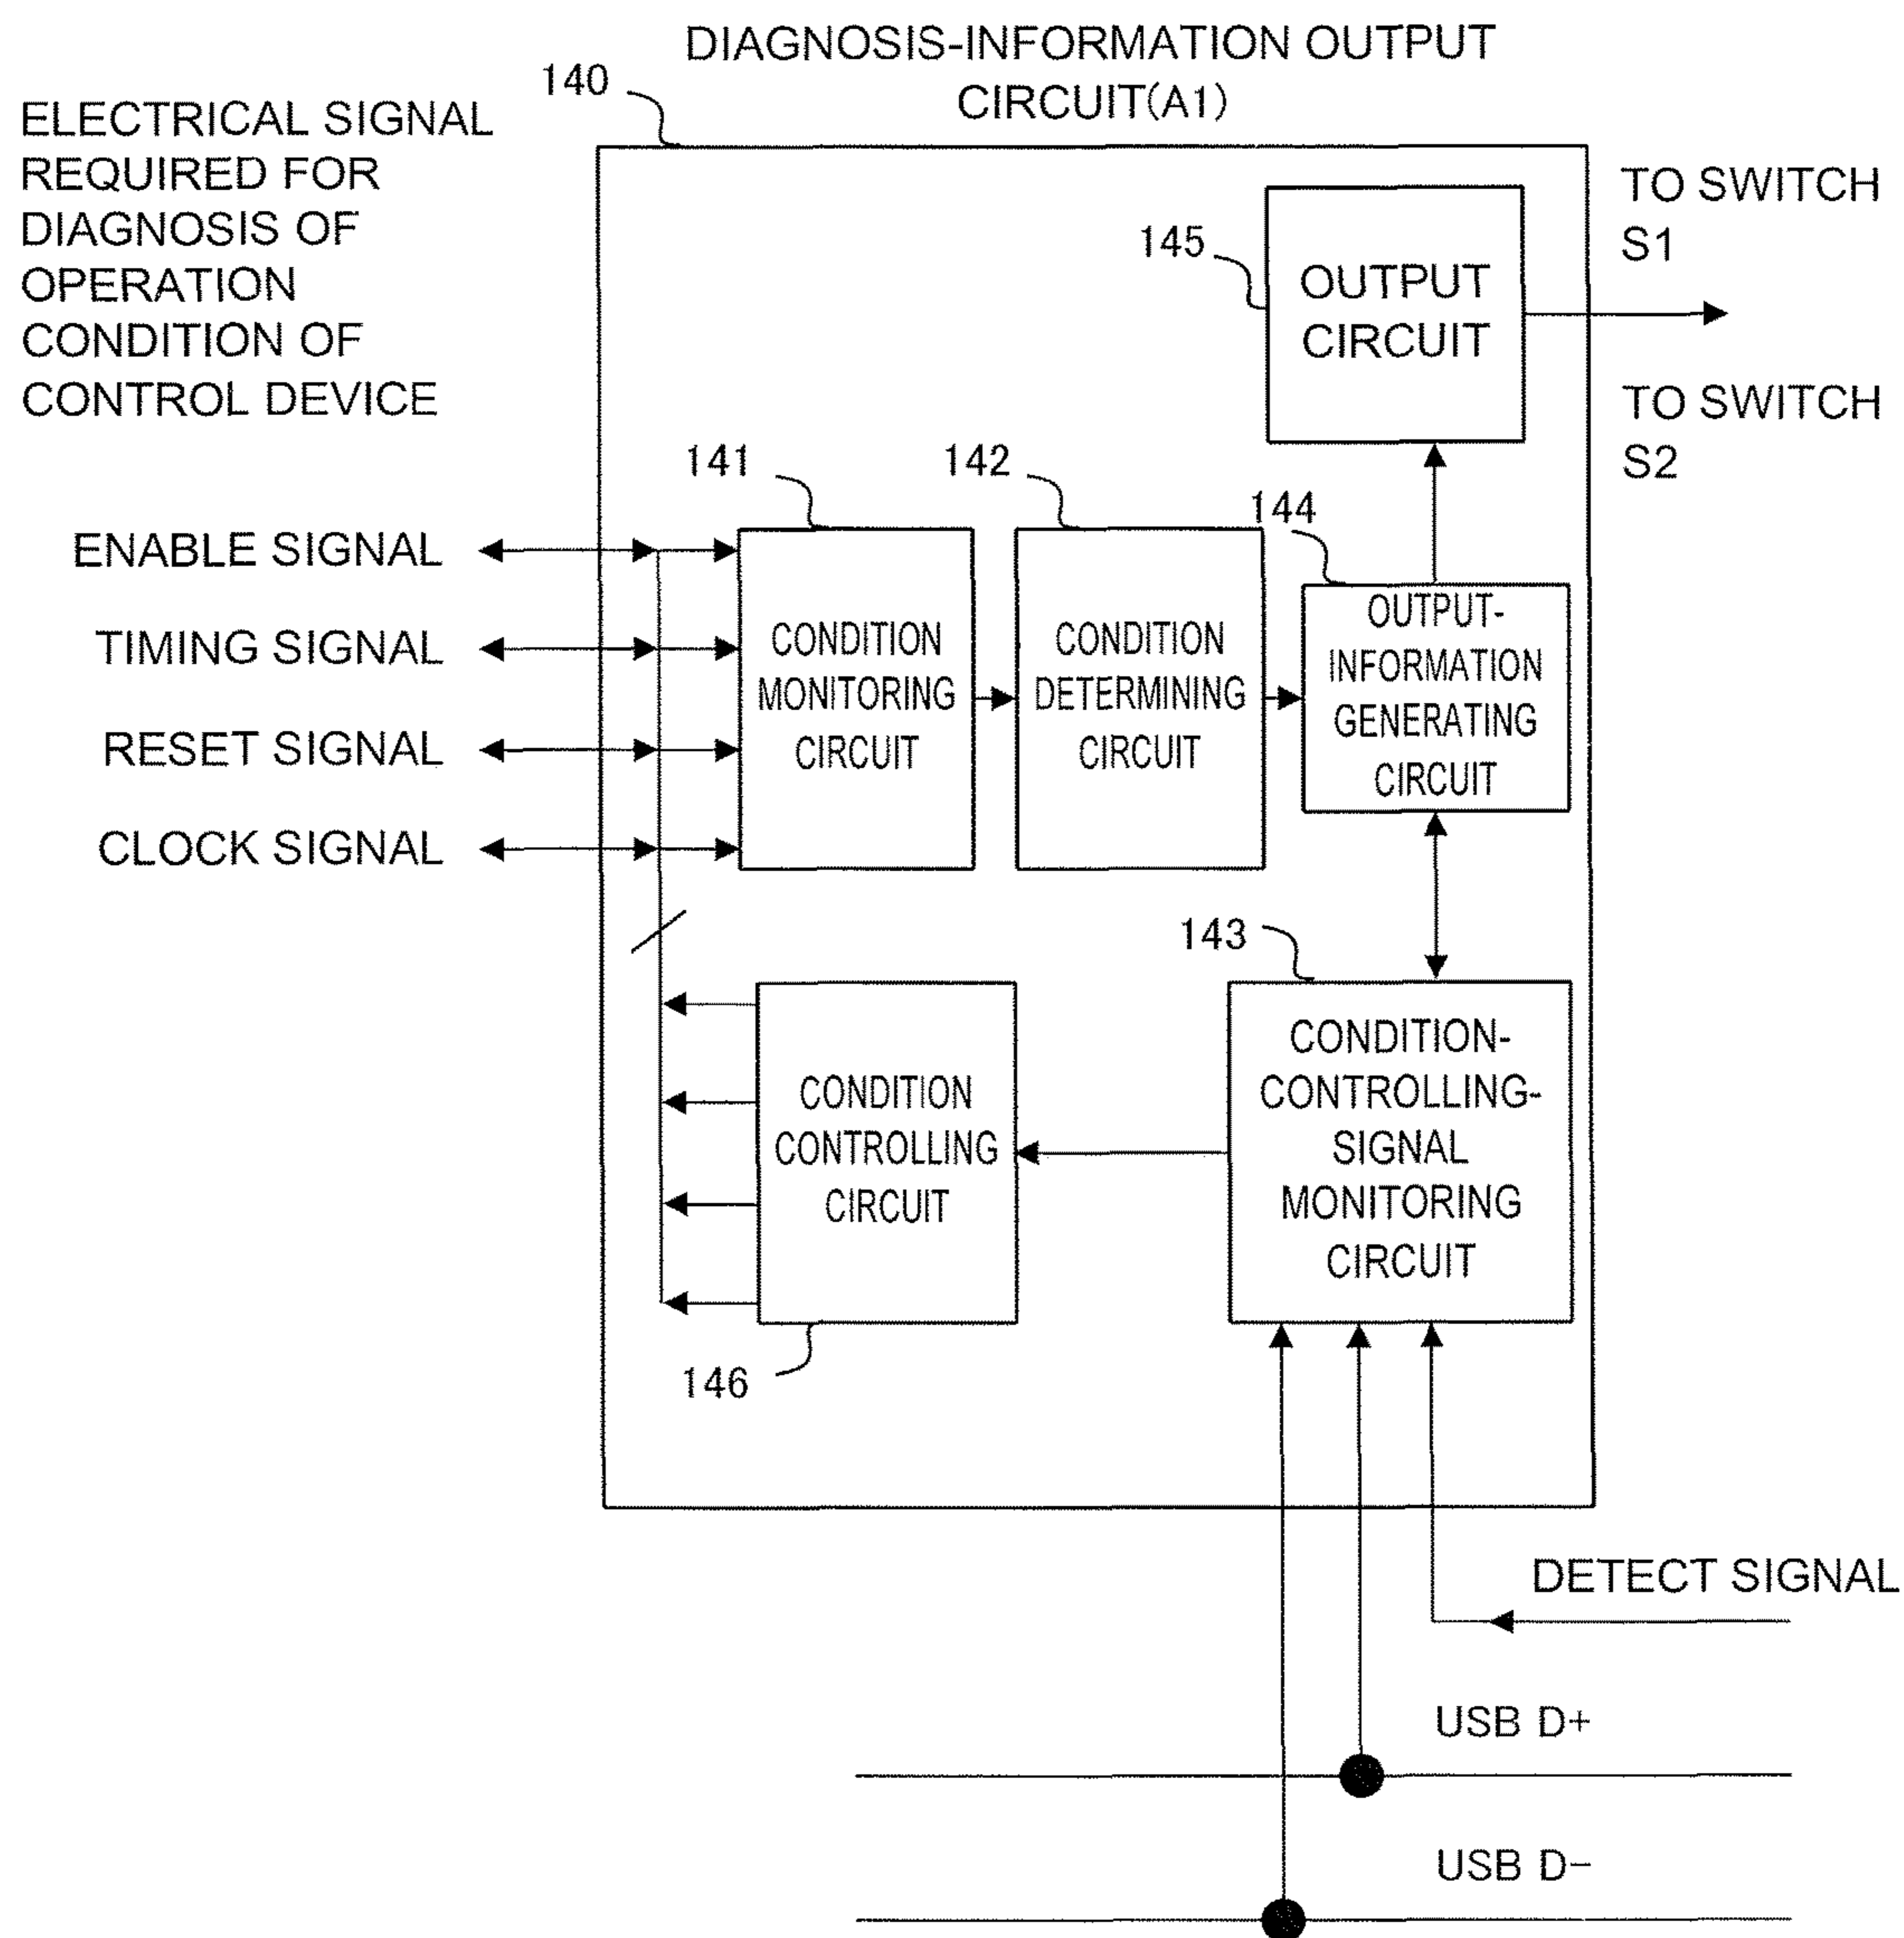 DIAGNOSIS-INFORMATION OUTPUT
CIRCUIT(A1)
140
ELECTRICAL SIGNAL
REQUIRED FOR
DIAGNOSIS OF
OPERATION
CONDITION OF
CONTROL DEVICE
TO SWITCH
S1
145
OUTPUT
CIRCUIT
TO SWITCH
S2
141
142
144
ENABLE SIGNAL
TIMING SIGNAL
RESET SIGNAL
CLOCK SIGNAL
CONDITION
MONITORING
CIRCUIT
CONDITION
DETERMINING
CIRCUIT
OUTPUT-
INFORMATION
GENERATING
CIRCUIT
143
CONDITION
CONTROLLING
CIRCUIT
CONDITION-
CONTROLLING-
SIGNAL
MONITORING
CIRCUIT
146
DETECT SIGNAL
USB D+
USB D−